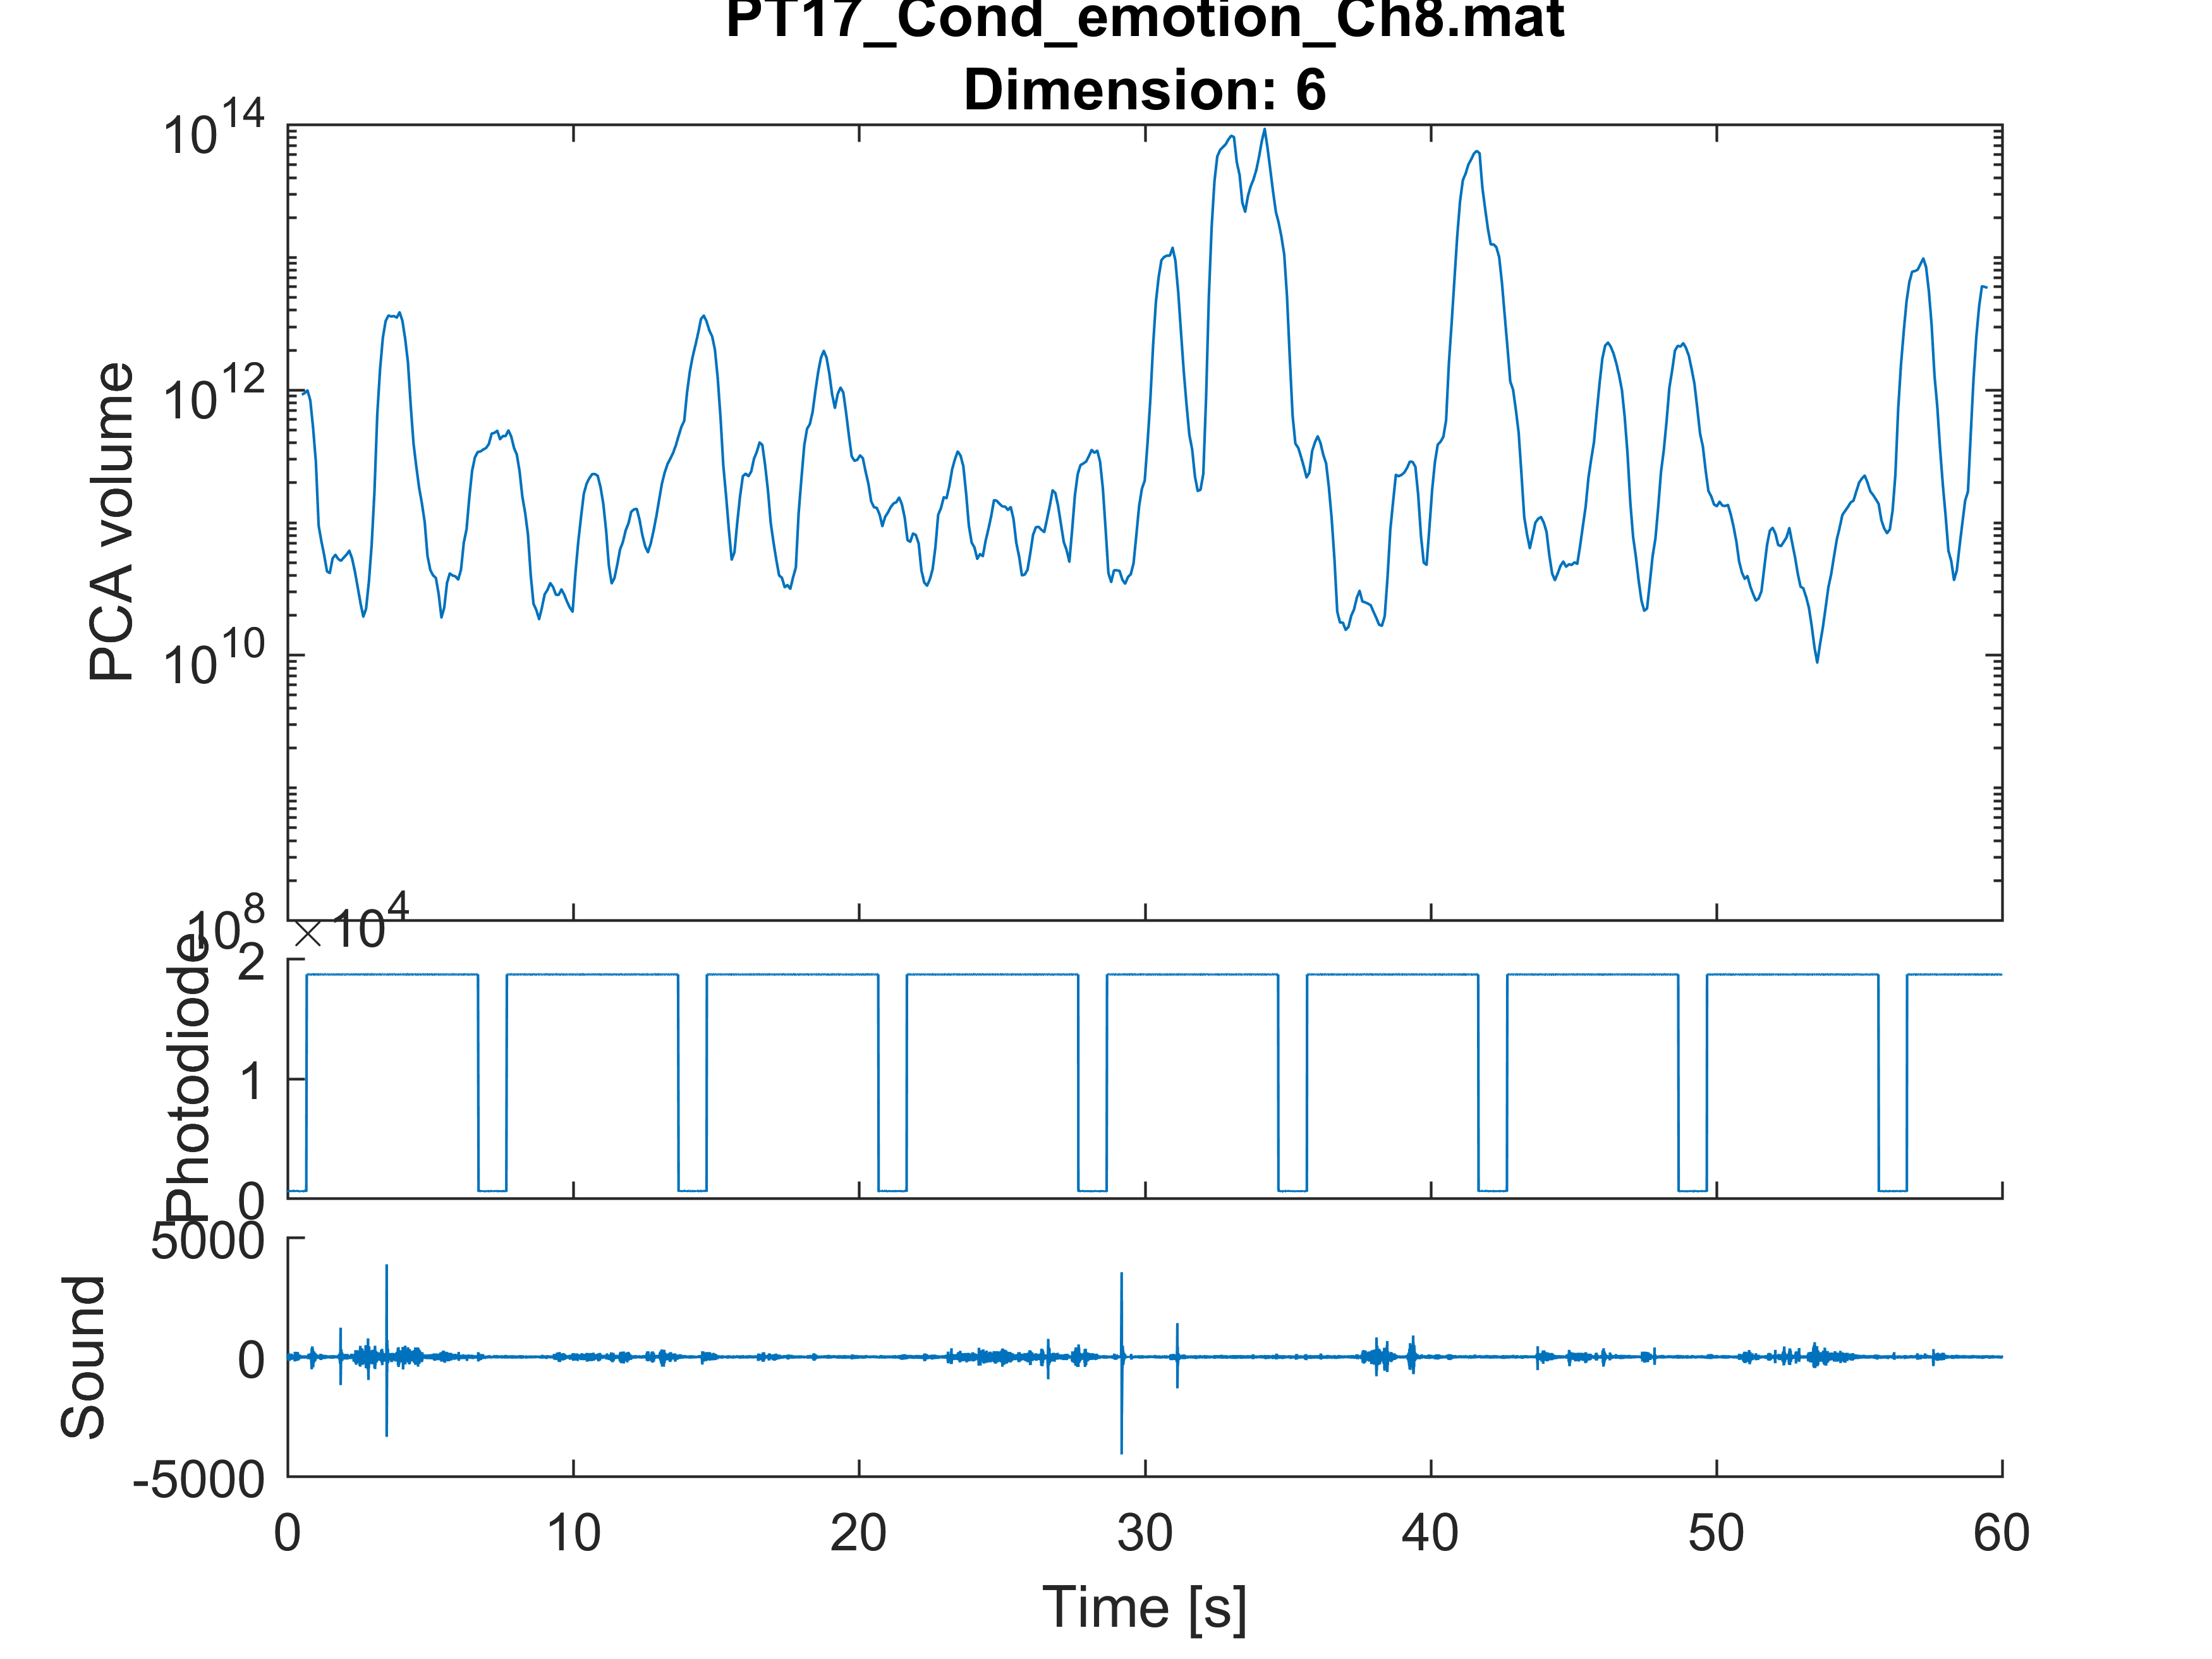 PT17_Cond_emotion_Ch8.mat
Dimension: 6
10^14
10^12
10^10
10^8
PCA volume
× 10^4
2
1
0
Photodiode
5000
0
-5000
Sound
0 10 20 30 40 50 60
Time [s]